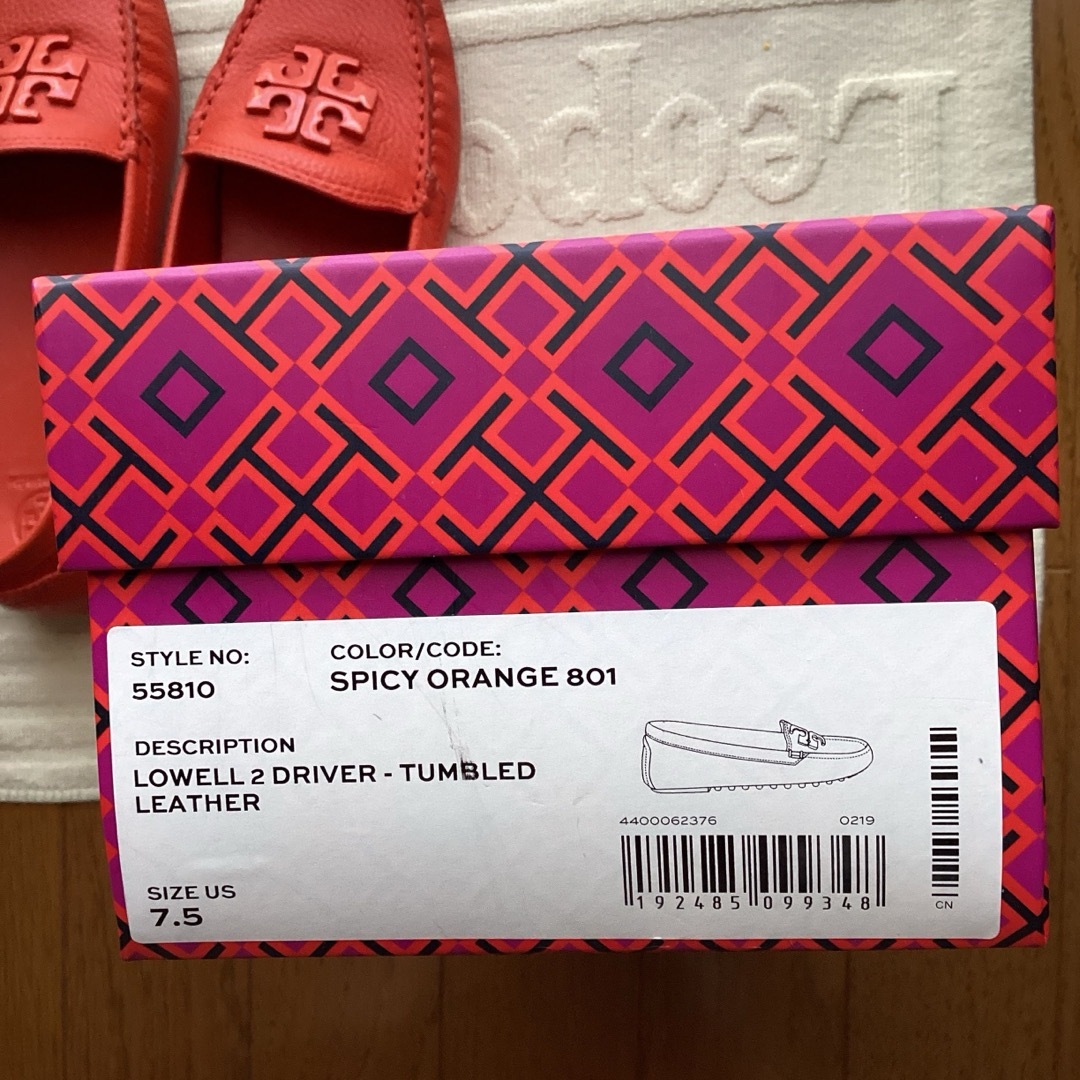 Leopa
STYLE NO:
55810
COLOR/CODE:
SPICY ORANGE 801
DESCRIPTION
LOWELL 2 DRIVER - TUMBLED
LEATHER
4400062376 0219
192485 099348
CN
SIZE US
7.5